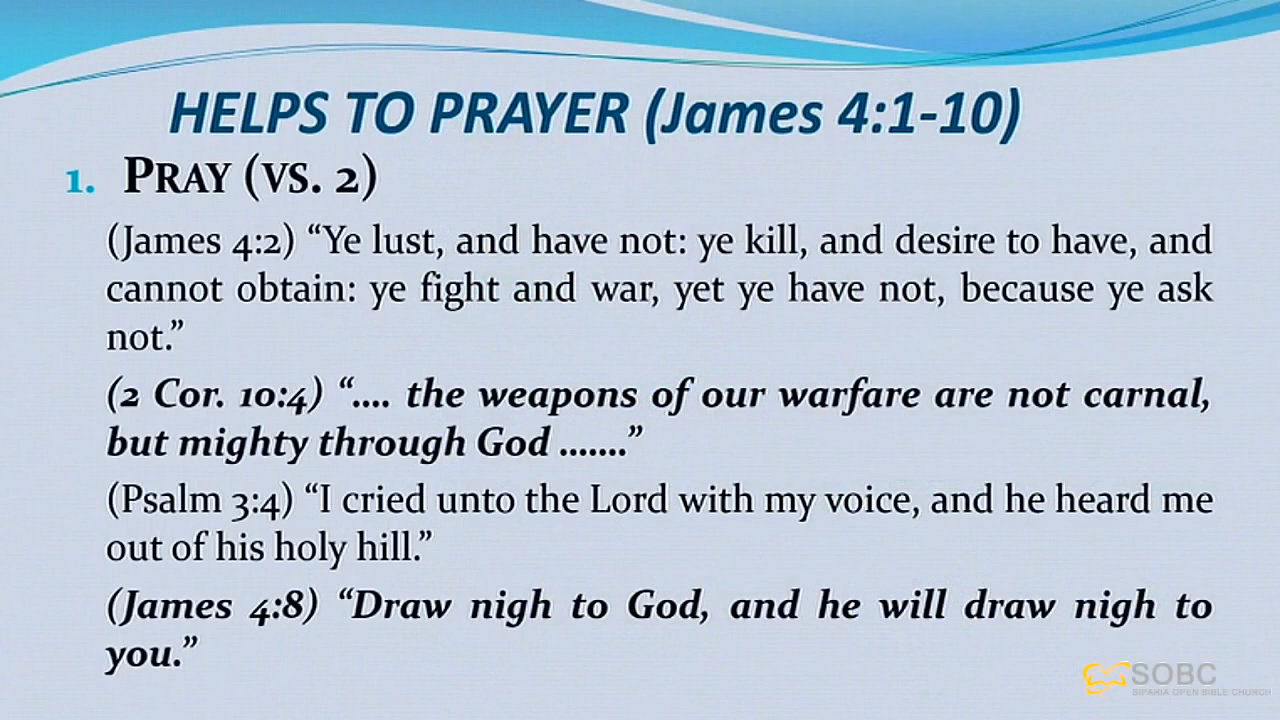 HELPS TO PRAYER (James 4:1-10)
1. PRAY (VS. 2)
(James 4:2) “Ye lust, and have not: ye kill, and desire to have, and
cannot obtain: ye fight and war, yet ye have not, because ye ask
not.”
(2 Cor. 10:4) “.... the weapons of our warfare are not carnal,
but mighty through God .......”
(Psalm 3:4) “I cried unto the Lord with my voice, and he heard me
out of his holy hill.”
(James 4:8) “Draw nigh to God, and he will draw nigh to
you.”
SOBC
SIPARIA OPEN BIBLE CHURCH